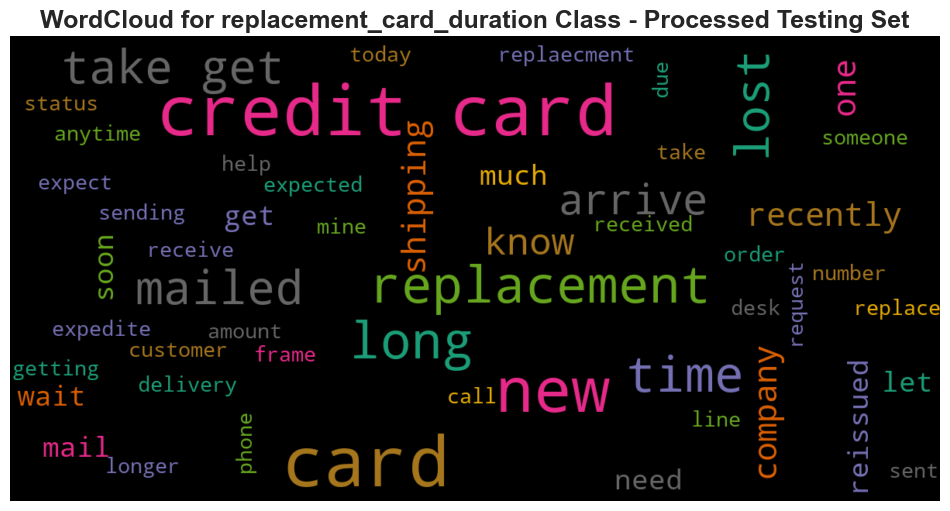 WordCloud for replacement_card_duration Class - Processed Testing Set
take get
today
replaecment
due
lost
one
status
credit card
anytime
shipping
someone
help
take
expect
expected
much
arrive
sending
get
mine
received
recently
know
soon
receive
order
mailed
replacement
request
number
desk
replace
expedite
amount
long
customer
frame
getting
delivery
wait
call
new
time
company
reissued
let
line
phone
mail
longer
card
need
sent